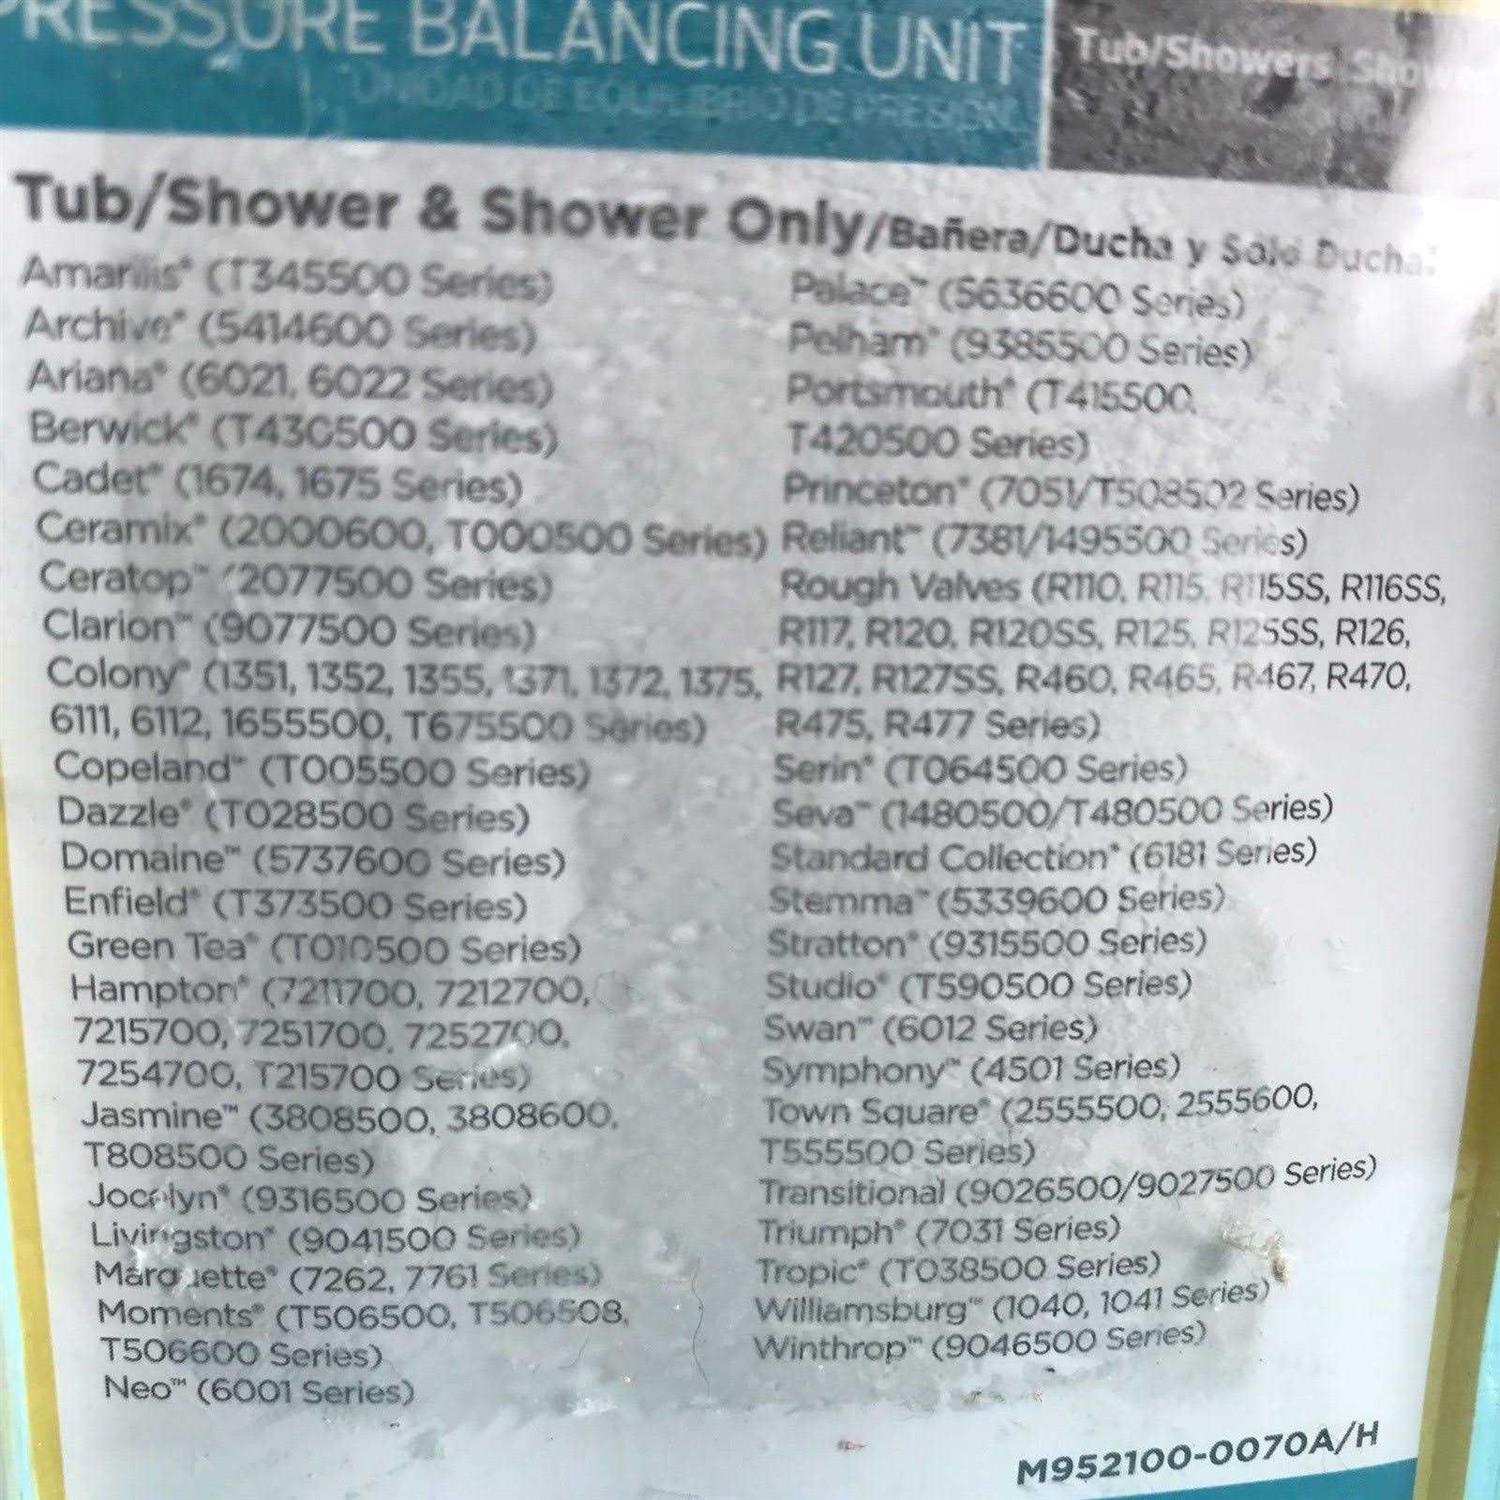 PRESSURE BALANCING UNIT
UNIDAD DE EQUILIBRIO DE PRESIÓN
Tub/Showers
Tub/Shower & Shower Only/Bañera/Ducha y Solo Ducha:
Amarilis® (T345500 Series)
Archive® (5414600 Series)
Ariana® (6021, 6022 Series)
Berwick® (T430500 Series)
Cadet® (1674, 1675 Series)
Ceramix® (2000600, T000500 Series)
Ceratop™ (2077500 Series)
Clarion™ (9077500 Series)
Colony® (1351, 1352, 1355, 1371, 1372, 1375,
6111, 6112, 1655500, T675500 Series)
Copeland™ (T005500 Series)
Dazzle® (T028500 Series)
Domaine™ (5737600 Series)
Enfield® (T373500 Series)
Green Tea® (T010500 Series)
Hampton® (7211700, 7212700,
7215700, 7251700, 7252700,
7254700, T215700 Series)
Jasmine™ (3808500, 3808600,
T808500 Series)
Jocelyn® (9316500 Series)
Livingston® (9041500 Series)
Marquette® (7262, 7761 Series)
Moments® (T506500, T506508,
T506600 Series)
Neo™ (6001 Series)
Palace™ (5636600 Series)
Pelham® (9385500 Series)
Portsmouth® (T415500,
T420500 Series)
Princeton® (7051/T508502 Series)
Reliant™ (7381/1495500 Series)
Rough Valves (R110, R115, R115SS, R116SS,
R117, R120, R120SS, R125, R125SS, R126,
R127, R127SS, R460, R465, R467, R470,
R475, R477 Series)
Serin® (T064500 Series)
Seva™ (1480500/T480500 Series)
Standard Collection® (6181 Series)
Stemma™ (5339600 Series)
Stratton® (9315500 Series)
Studio® (T590500 Series)
Swan™ (6012 Series)
Symphony™ (4501 Series)
Town Square® (2555500, 2555600,
T555500 Series)
Transitional (9026500/9027500 Series)
Triumph® (7031 Series)
Tropic® (T038500 Series)
Williamsburg™ (1040, 1041 Series)
Winthrop™ (9046500 Series)
M952100-0070A/H